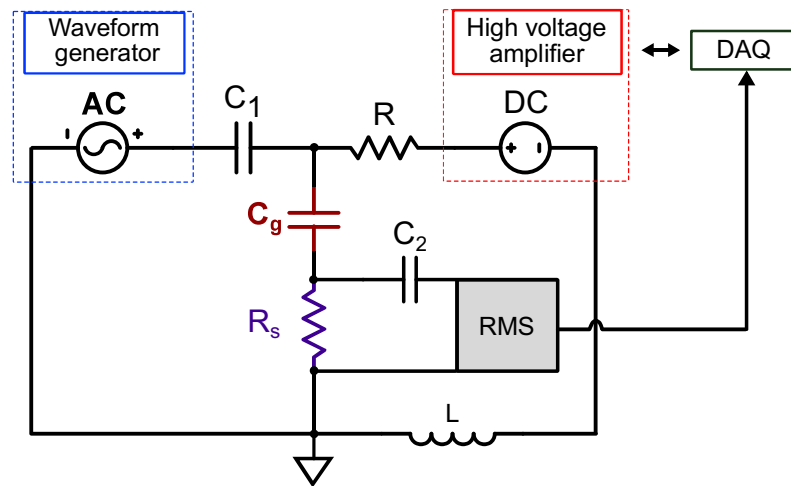 Waveform
generator
High voltage
amplifier
DAQ
AC
C1
R
DC
Cg
C2
Rs
RMS
L